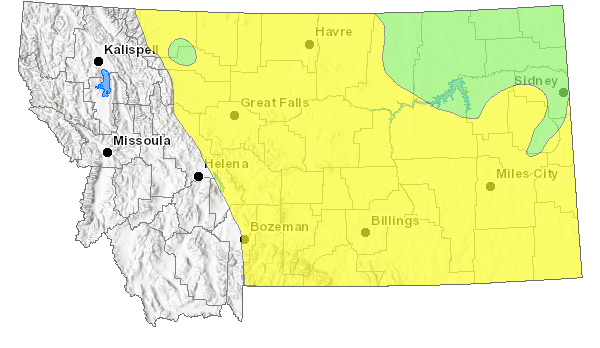 Havre
Kalispell
Sidney
Great Falls
Missoula
Helena
Miles City
Billings
Bozeman